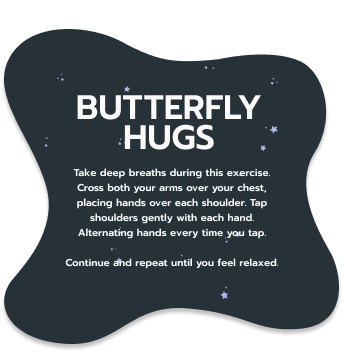 BUTTERFLY
HUGS
Take deep breaths during this exercise.
Cross both your arms over your chest,
placing hands over each shoulder. Tap
shoulders gently with each hand.
Alternating hands every time you tap.
Continue and repeat until you feel relaxed.